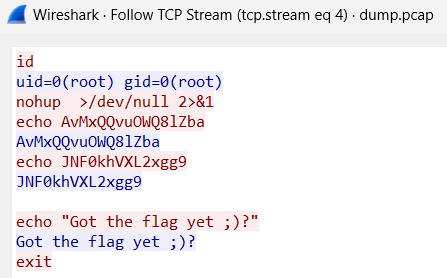 Wireshark · Follow TCP Stream (tcp.stream eq 4) · dump.pcap
id
uid=0(root) gid=0(root)
nohup  >/dev/null 2>&1
echo AvMxQQvuOWQ8lZba
AvMxQQvuOWQ8lZba
echo JNF0khVXL2xgg9
JNF0khVXL2xgg9
echo "Got the flag yet ;)?"
Got the flag yet ;)?
exit